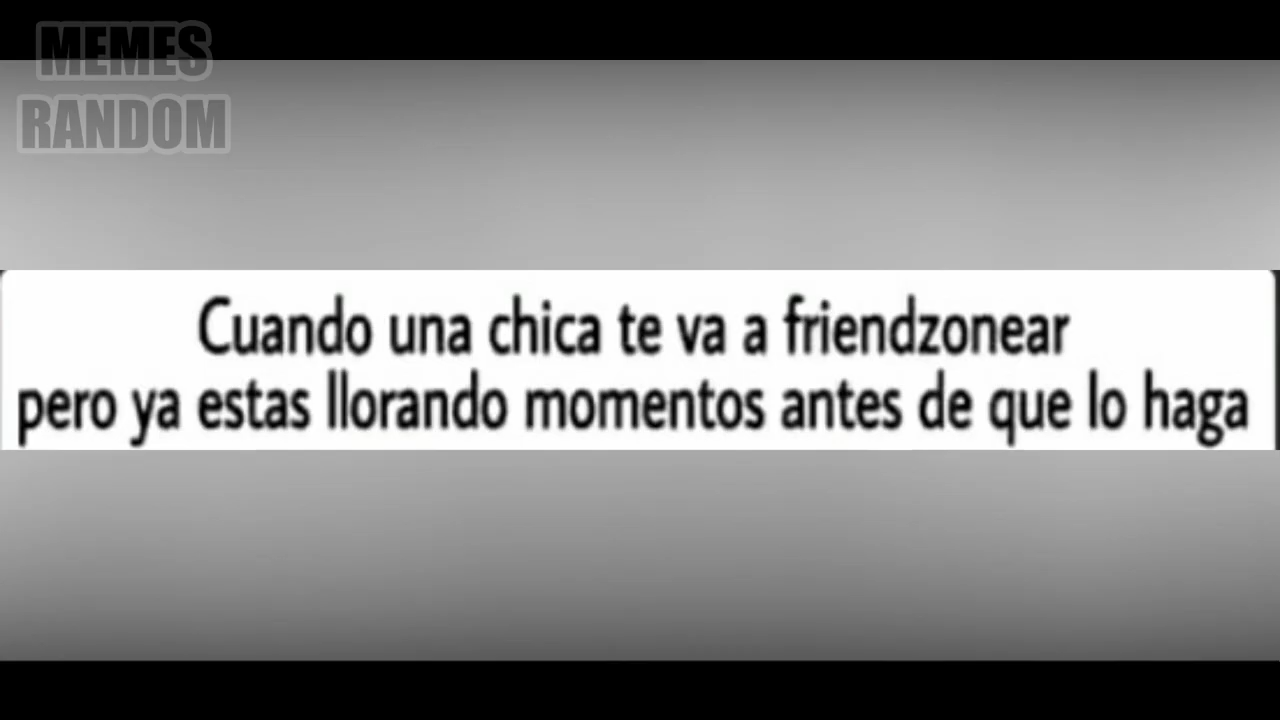 MEMES
RANDOM
Cuando una chica te va a friendzonear
pero ya estas llorando momentos antes de que lo haga